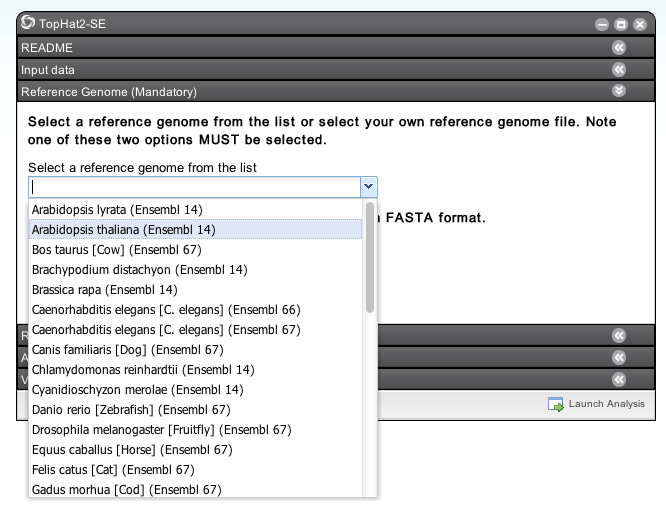 TopHat2-SE
README
Input data
Reference Genome (Mandatory)
Select a reference genome from the list or select your own reference genome file. Note
one of these two options MUST be selected.
Select a reference genome from the list
FASTA format.
Arabidopsis lyrata (Ensembl 14)
Arabidopsis thaliana (Ensembl 14)
Bos taurus [Cow] (Ensembl 67)
Brachypodium distachyon (Ensembl 14)
Brassica rapa (Ensembl 14)
Caenorhabditis elegans [C. elegans] (Ensembl 66)
Caenorhabditis elegans [C. elegans] (Ensembl 67)
Canis familiaris [Dog] (Ensembl 67)
Chlamydomonas reinhardtii (Ensembl 14)
Cyanidioschyzon merolae (Ensembl 14)
Danio rerio [Zebrafish] (Ensembl 67)
Drosophila melanogaster [Fruitfly] (Ensembl 67)
Equus caballus [Horse] (Ensembl 67)
Felis catus [Cat] (Ensembl 67)
Gadus morhua [Cod] (Ensembl 67)
R
A
V
Launch Analysis